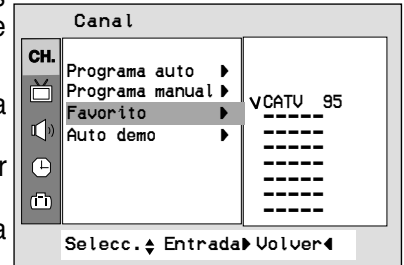 Canal
CH.
Programa auto
Programa manual
Favorito
Auto demo
VCATV 95
-----
-----
-----
-----
-----
-----
-----
Selecc. Entrada Volver